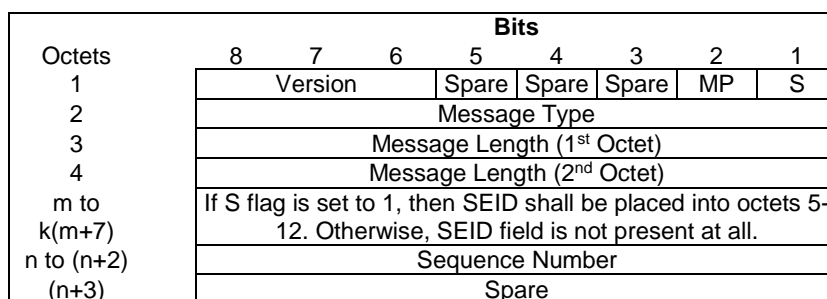 Bits
Octets 8 7 6 5 4 3 2 1
1 Version Spare Spare Spare MP S
2 Message Type
3 Message Length (1st Octet)
4 Message Length (2nd Octet)
m to If S flag is set to 1, then SEID shall be placed into octets 5-
k(m+7) 12. Otherwise, SEID field is not present at all.
n to (n+2) Sequence Number
(n+3) Spare